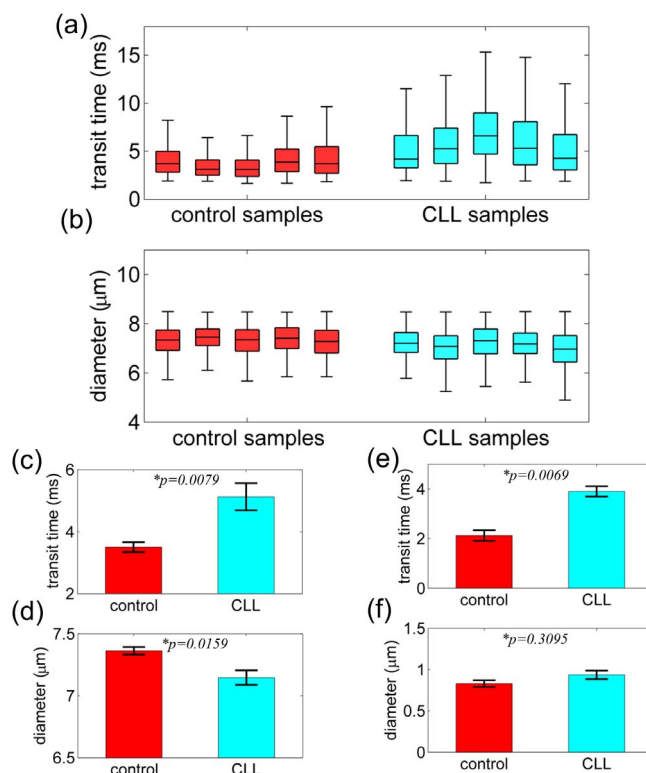 (a)
transit time (ms)
15
10
5
0
control samples
CLL samples
(b)
diameter (μm)
10
8
6
4
control samples
CLL samples
(c)
transit time (ms)
6
4
2
*p=0.0079
control
CLL
(e)
transit time (ms)
4
2
0
*p=0.0069
control
CLL
(d)
diameter (μm)
7.5
7
6.5
*p=0.0159
control
CLL
(f)
diameter (μm)
1.5
1
0.5
0
*p=0.3095
control
CLL